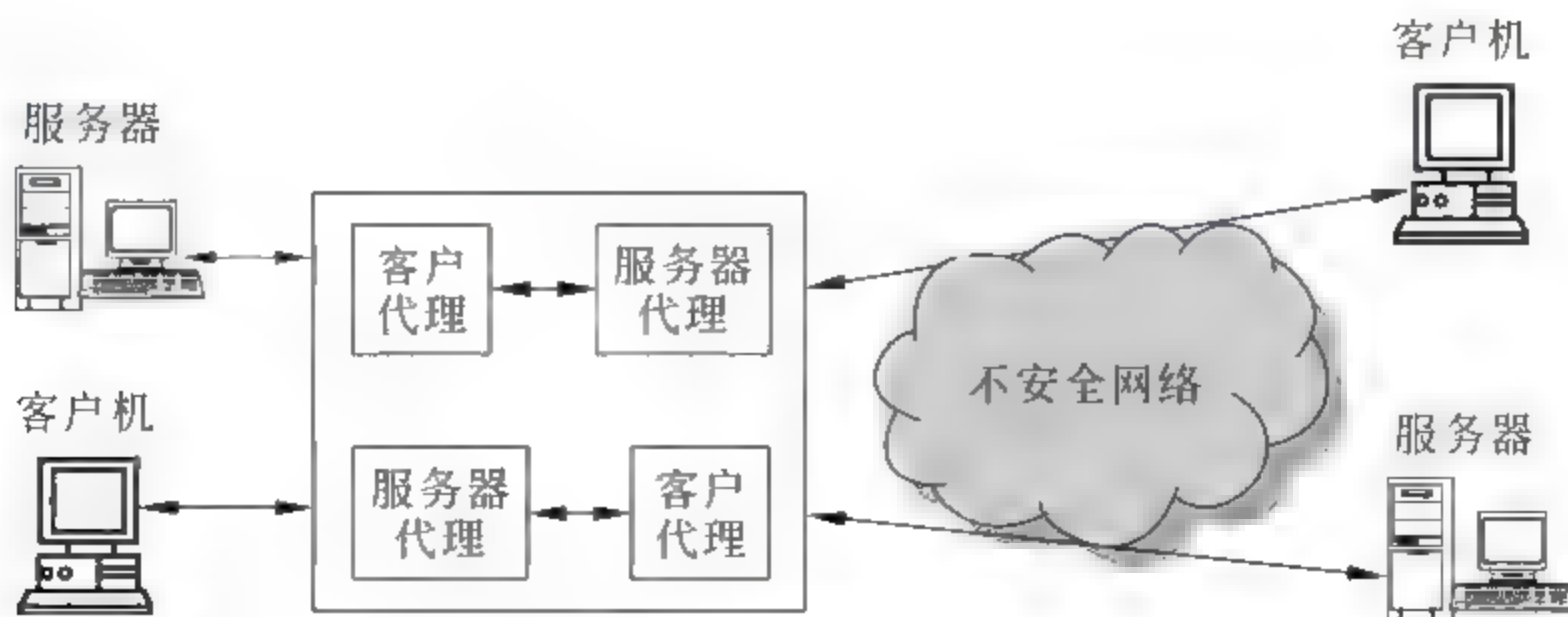 客户机
服务器
客户
代理
服务器
代理
不安全网络
客户机
服务器
服务器
代理
客户
代理